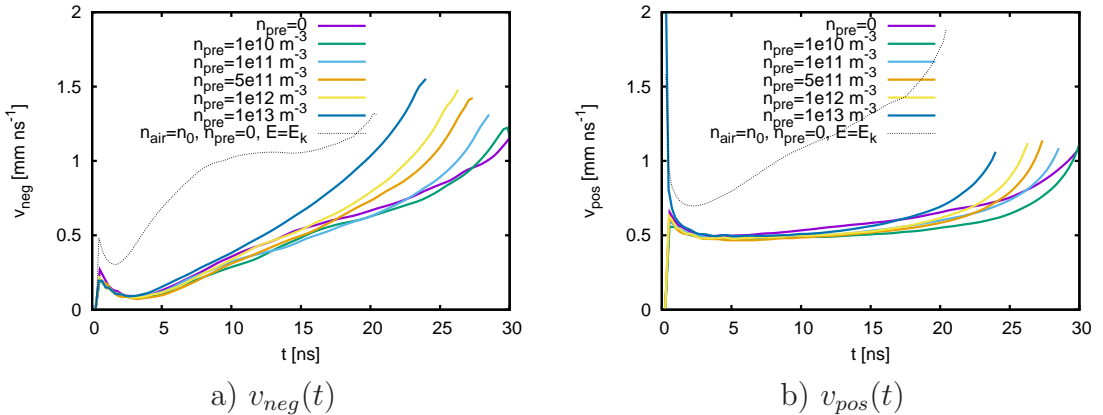 n_pre=0
n_pre=1e10 m^-3
n_pre=1e11 m^-3
n_pre=5e11 m^-3
n_pre=1e12 m^-3
n_pre=1e13 m^-3
n_air=n_0, n_pre=0, E=E_k
2
1.5
1
0.5
0
v_neg [mm ns^-1]
0 5 10 15 20 25 30
t [ns]
a) v_neg(t)
n_pre=0
n_pre=1e10 m^-3
n_pre=1e11 m^-3
n_pre=5e11 m^-3
n_pre=1e12 m^-3
n_pre=1e13 m^-3
n_air=n_0, n_pre=0, E=E_k
2
1.5
1
0.5
0
v_pos [mm ns^-1]
0 5 10 15 20 25 30
t [ns]
b) v_pos(t)